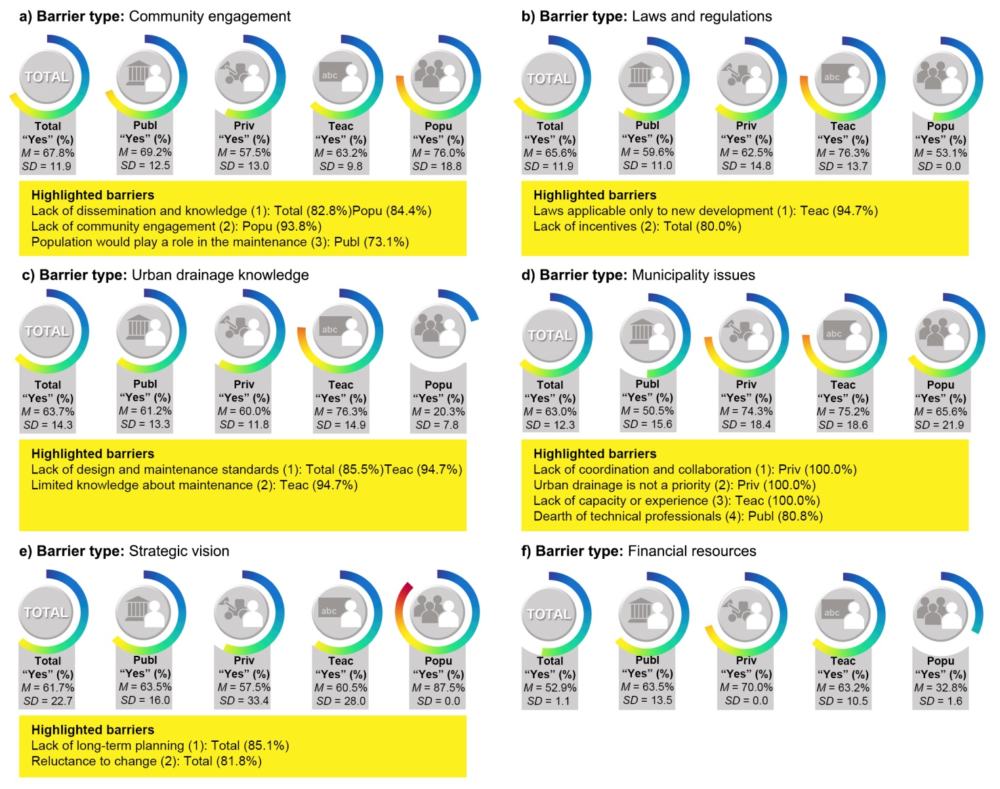 a) Barrier type: Community engagement
TOTAL
abc
Total
"Yes" (%)
M = 67.8%
SD = 11.9
Publ
"Yes" (%)
M = 69.2%
SD = 12.5
Priv
"Yes" (%)
M = 57.5%
SD = 13.0
Teac
"Yes" (%)
M = 63.2%
SD = 9.8
Popu
"Yes" (%)
M = 76.0%
SD = 18.8
Highlighted barriers
Lack of dissemination and knowledge (1): Total (82.8%)Popu (84.4%)
Lack of community engagement (2): Popu (93.8%)
Population would play a role in the maintenance (3): Publ (73.1%)
b) Barrier type: Laws and regulations
TOTAL
abc
Total
"Yes" (%)
M = 65.6%
SD = 11.9
Publ
"Yes" (%)
M = 59.6%
SD = 11.0
Priv
"Yes" (%)
M = 62.5%
SD = 14.8
Teac
"Yes" (%)
M = 76.3%
SD = 13.7
Popu
"Yes" (%)
M = 53.1%
SD = 0.0
Highlighted barriers
Laws applicable only to new development (1): Teac (94.7%)
Lack of incentives (2): Total (80.0%)
c) Barrier type: Urban drainage knowledge
TOTAL
abc
Total
"Yes" (%)
M = 63.7%
SD = 14.3
Publ
"Yes" (%)
M = 61.2%
SD = 13.3
Priv
"Yes" (%)
M = 60.0%
SD = 11.8
Teac
"Yes" (%)
M = 76.3%
SD = 14.9
Popu
"Yes" (%)
M = 20.3%
SD = 7.8
Highlighted barriers
Lack of design and maintenance standards (1): Total (85.5%)Teac (94.7%)
Limited knowledge about maintenance (2): Teac (94.7%)
d) Barrier type: Municipality issues
TOTAL
abc
Total
"Yes" (%)
M = 63.0%
SD = 12.3
Publ
"Yes" (%)
M = 50.5%
SD = 15.6
Priv
"Yes" (%)
M = 74.3%
SD = 18.4
Teac
"Yes" (%)
M = 75.2%
SD = 18.6
Popu
"Yes" (%)
M = 65.6%
SD = 21.9
Highlighted barriers
Lack of coordination and collaboration (1): Priv (100.0%)
Urban drainage is not a priority (2): Priv (100.0%)
Lack of capacity or experience (3): Teac (100.0%)
Dearth of technical professionals (4): Publ (80.8%)
e) Barrier type: Strategic vision
TOTAL
abc
Total
"Yes" (%)
M = 61.7%
SD = 22.7
Publ
"Yes" (%)
M = 63.5%
SD = 16.0
Priv
"Yes" (%)
M = 57.5%
SD = 33.4
Teac
"Yes" (%)
M = 60.5%
SD = 28.0
Popu
"Yes" (%)
M = 87.5%
SD = 0.0
Highlighted barriers
Lack of long-term planning (1): Total (85.1%)
Reluctance to change (2): Total (81.8%)
f) Barrier type: Financial resources
TOTAL
abc
Total
"Yes" (%)
M = 52.9%
SD = 1.1
Publ
"Yes" (%)
M = 63.5%
SD = 13.5
Priv
"Yes" (%)
M = 70.0%
SD = 0.0
Teac
"Yes" (%)
M = 63.2%
SD = 10.5
Popu
"Yes" (%)
M = 32.8%
SD = 1.6